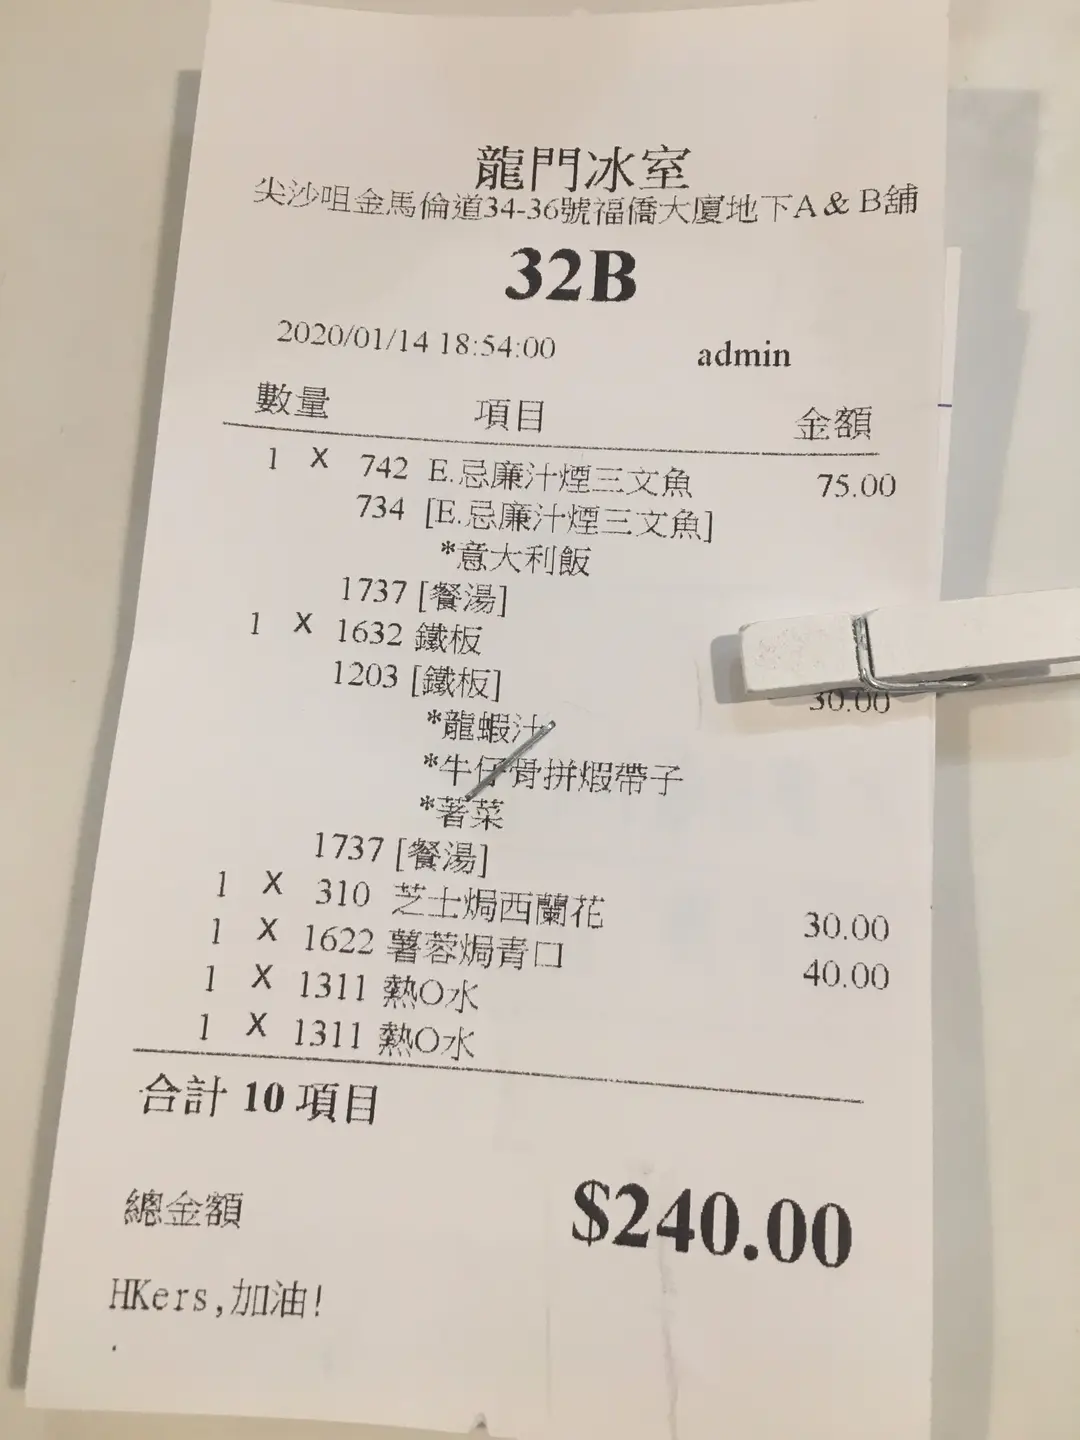 龍門冰室
尖沙咀金馬倫道34-36號福僑大廈地下A & B舖
32B
2020/01/14 18:54:00 admin
數量 項目 金額
1 X 742 E.忌廉汁煙三文魚 75.00
734 [E.忌廉汁煙三文魚]
*意大利飯
1737 [餐湯]
1 X 1632 鐵板
1203 [鐵板] 30.00
*龍蝦汁
*牛仔骨拼煆帶子
*著菜
1737 [餐湯]
1 X 310 芝士焗西蘭花 30.00
1 X 1622 薯蓉焗青口 40.00
1 X 1311 熱O水
1 X 1311 熱O水
合計 10 項目
總金額 $240.00
HKers,加油!